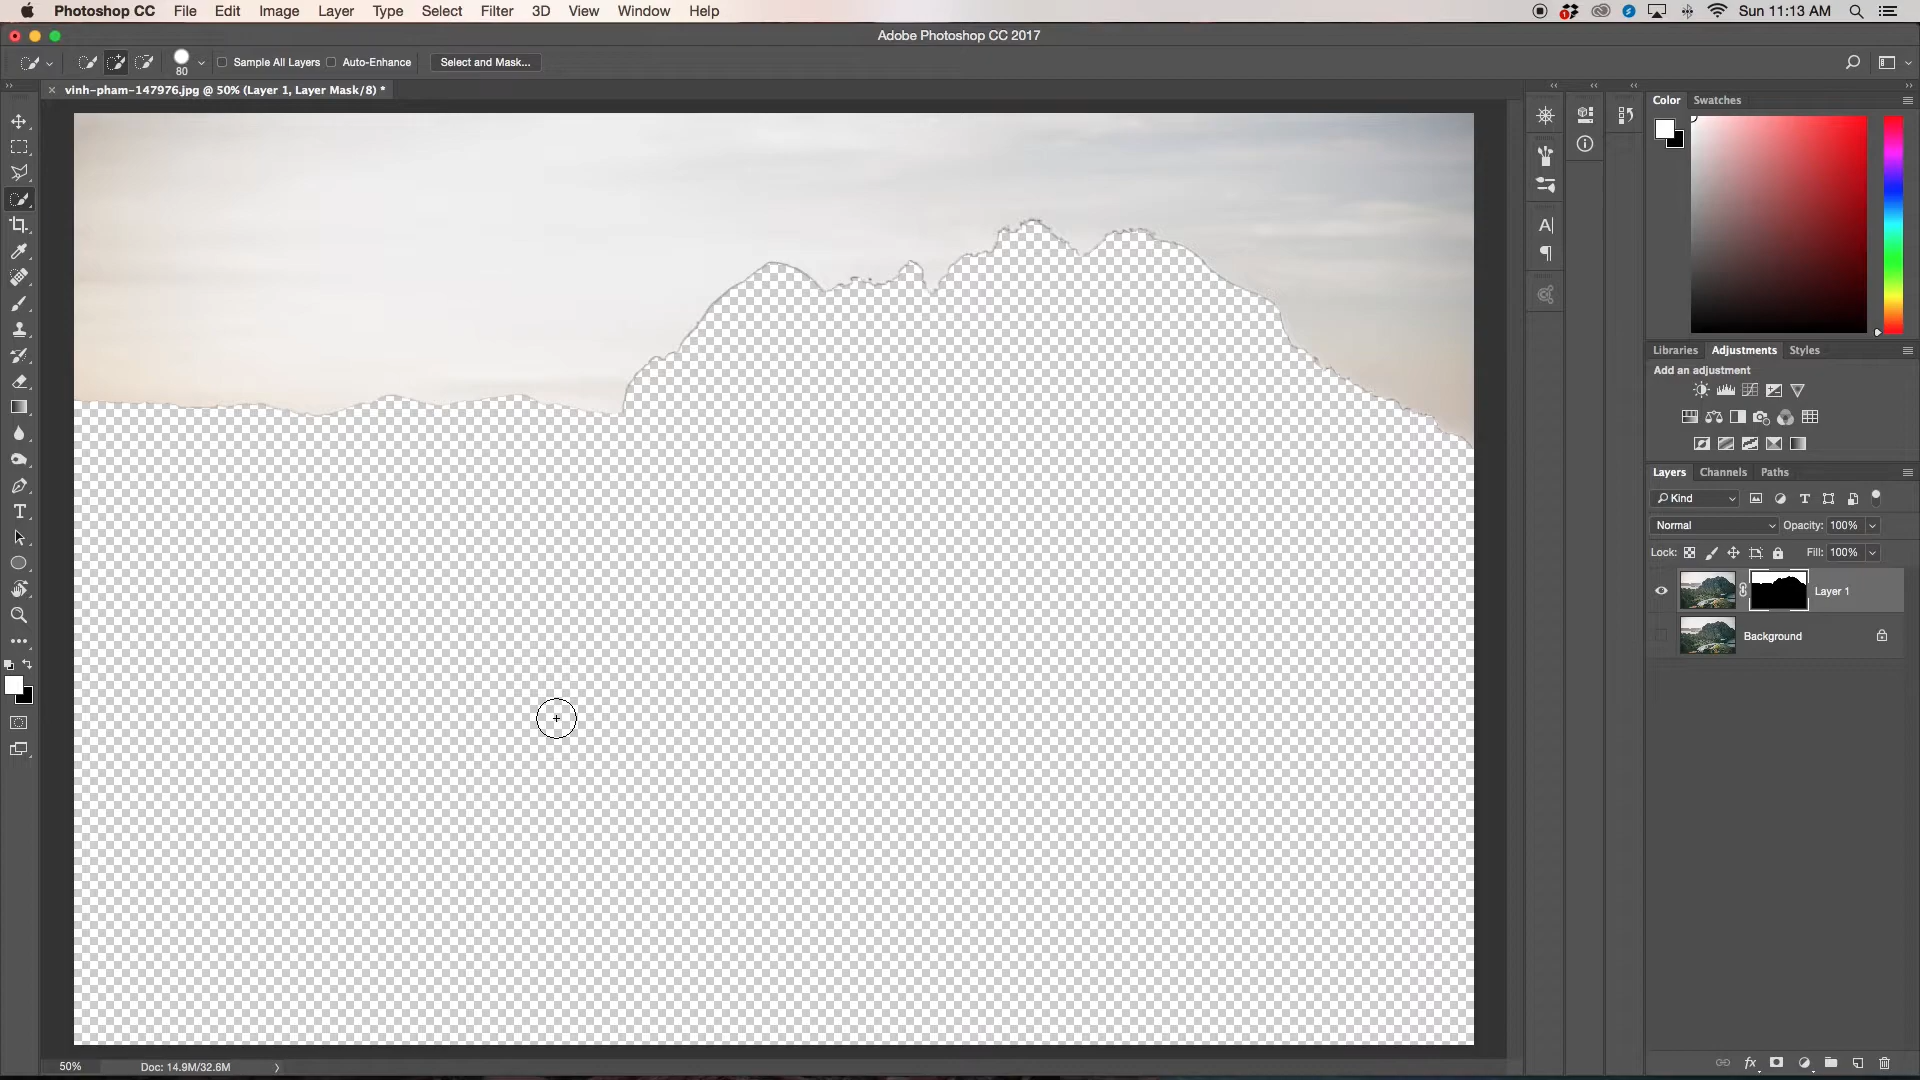 Photoshop CC File Edit Image Layer Type Select Filter 3D View Window Help Sun 11:13 AM
Adobe Photoshop CC 2017
80 Sample All Layers Auto-Enhance Select and Mask...
vinh-pham-147976.jpg @ 50% (Layer 1, Layer Mask/8) *
Color Swatches
Libraries Adjustments Styles
Add an adjustment
Layers Channels Paths
Kind
Normal Opacity: 100%
Lock: Fill: 100%
Layer 1
Background
50% Doc: 14.9M/32.6M